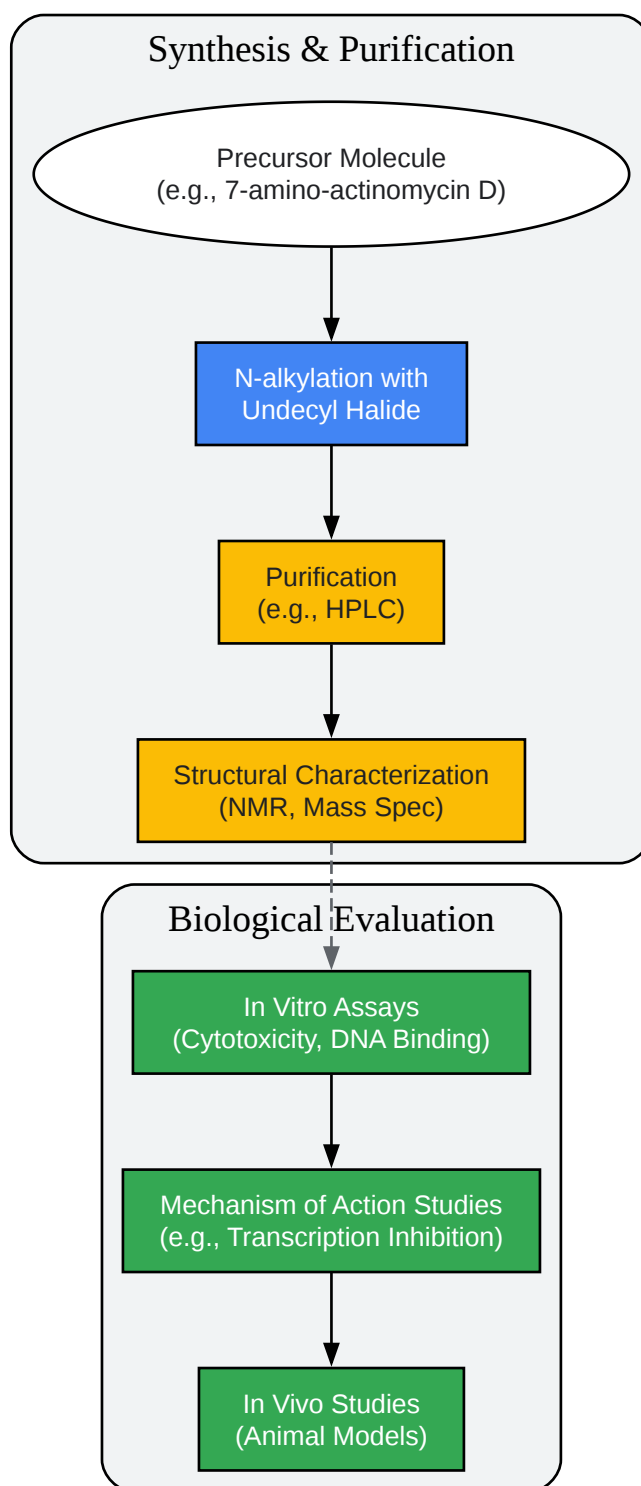 Synthesis & Purification
Precursor Molecule
(e.g., 7-amino-actinomycin D)
N-alkylation with
Undecyl Halide
Purification
(e.g., HPLC)
Structural Characterization
(NMR, Mass Spec)
Biological Evaluation
In Vitro Assays
(Cytotoxicity, DNA Binding)
Mechanism of Action Studies
(e.g., Transcription Inhibition)
In Vivo Studies
(Animal Models)